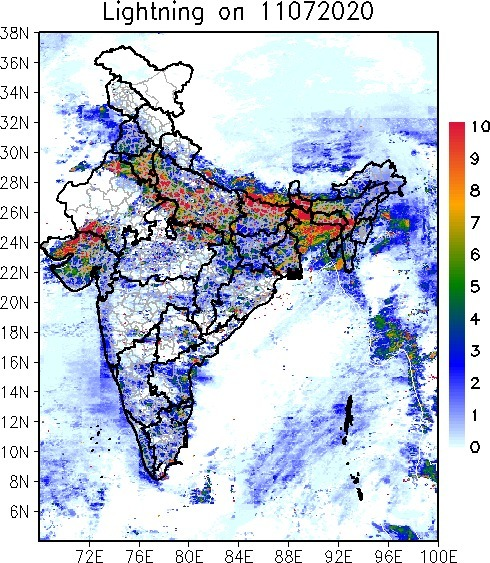 Lightning on 11072020
38N
36N
34N
32N
30N
28N
26N
24N
22N
20N
18N
16N
14N
12N
10N
8N
6N
10
9
8
7
6
5
4
3
2
1
0
72E 76E 80E 84E 88E 92E 96E 100E